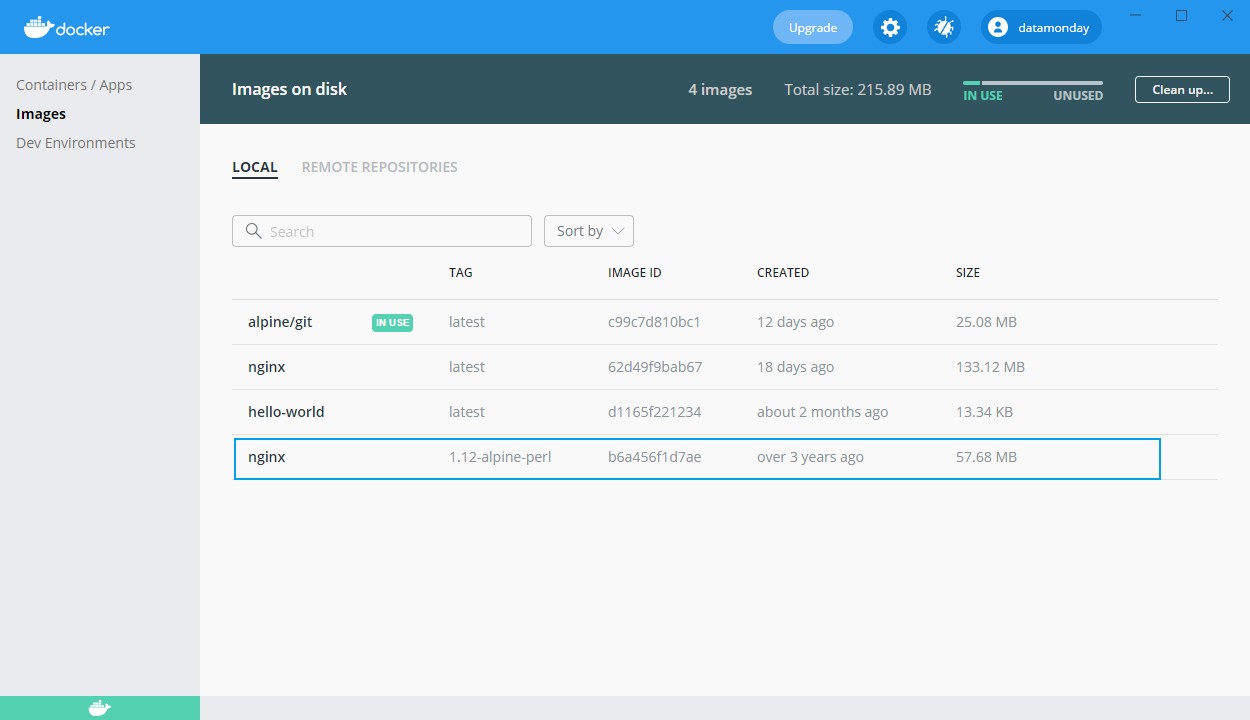 docker
Upgrade
datamonday
Containers / Apps
Images
Dev Environments
Images on disk
4 images
Total size: 215.89 MB
IN USE
UNUSED
Clean up...
LOCAL
REMOTE REPOSITORIES
Search
Sort by
TAG IMAGE ID CREATED SIZE
alpine/git IN USE latest c99c7d810bc1 12 days ago 25.08 MB
nginx latest 62d49f9bab67 18 days ago 133.12 MB
hello-world latest d1165f221234 about 2 months ago 13.34 KB
nginx 1.12-alpine-perl b6a456f1d7ae over 3 years ago 57.68 MB